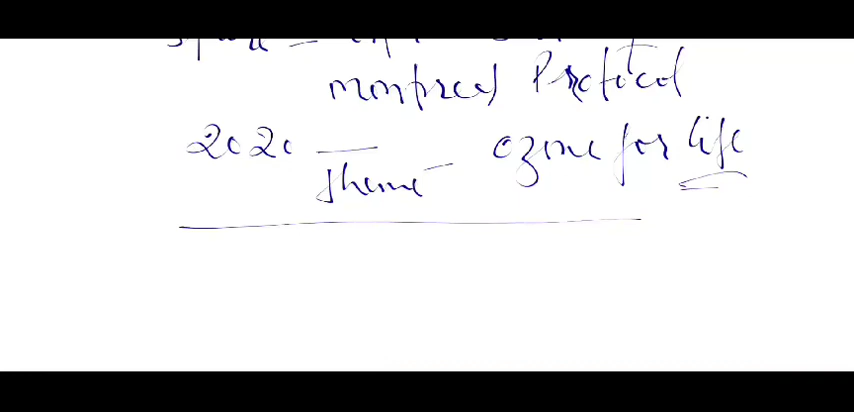 montreal Protocol
2020 — theme - ozone for life